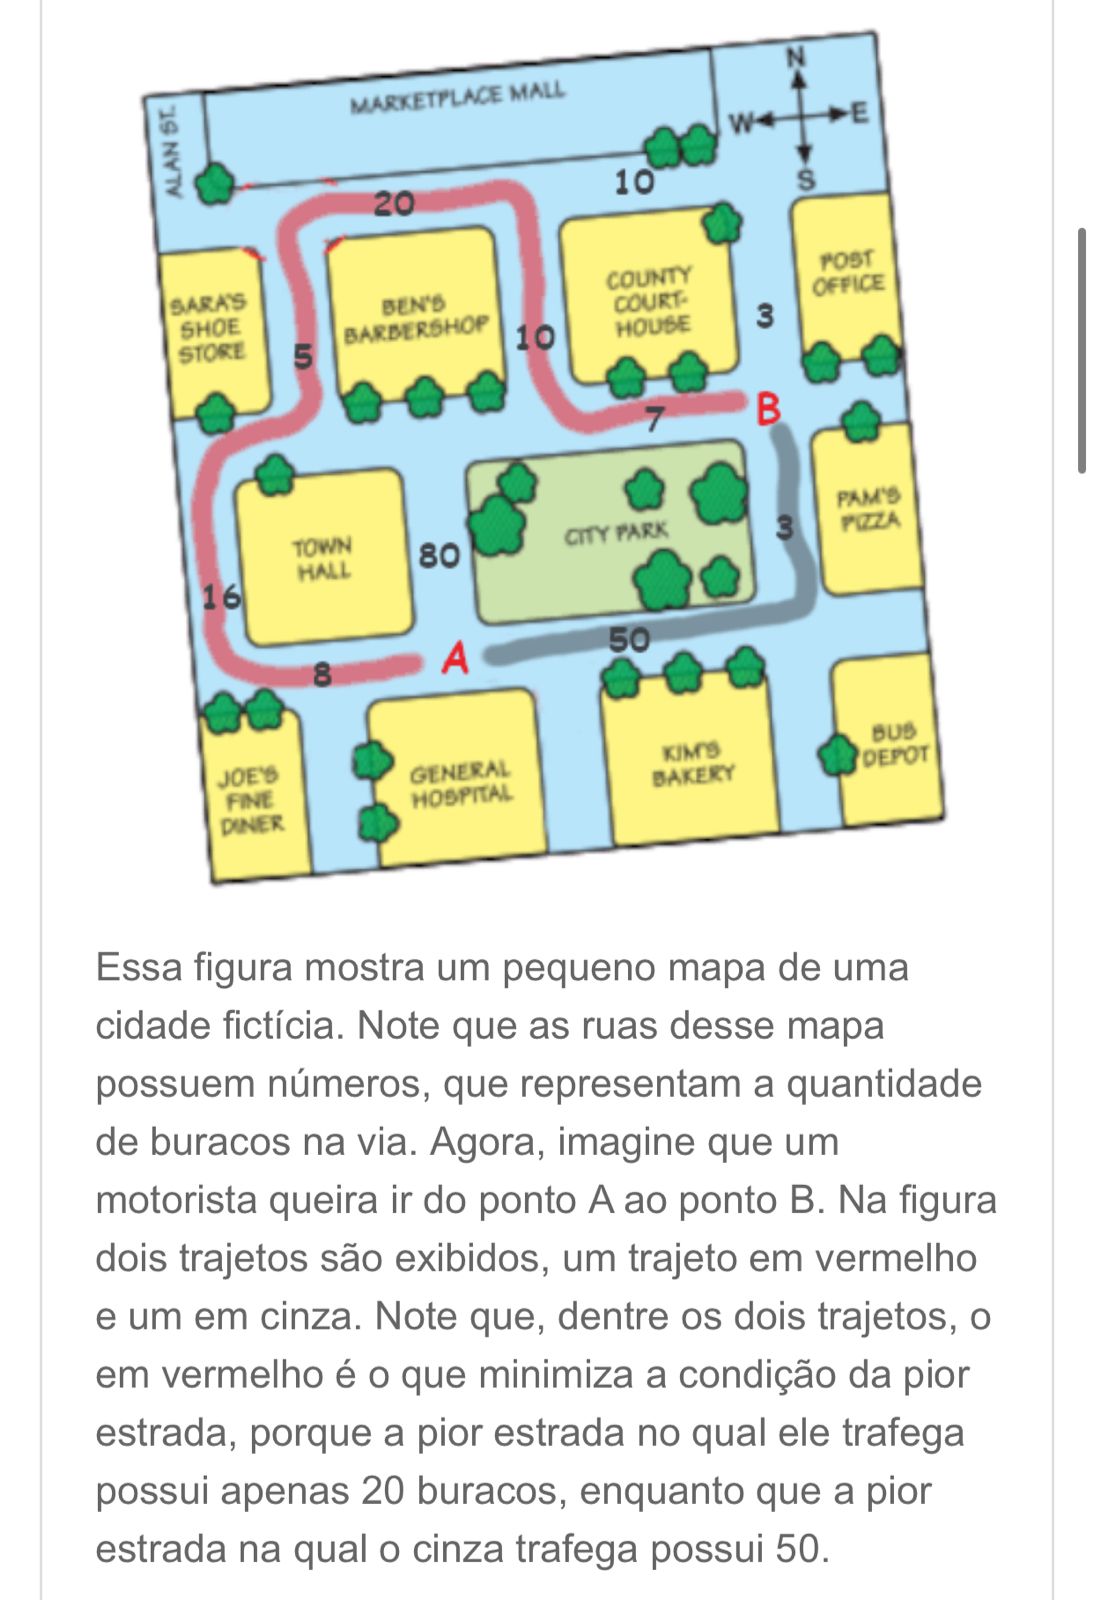 MARKETPLACE MALL
N
W
E
S
ALAN ST.
10
20
SARA'S
SHOE
STORE
BEN'S
BARBERSHOP
COUNTY
COURT-
HOUSE
POST
OFFICE
5
10
3
7
B
TOWN
HALL
80
CITY PARK
3
PAM'S
PIZZA
16
8
A
50
JOE'S
FINE
DINER
GENERAL
HOSPITAL
KIM'S
BAKERY
BUS
DEPOT
Essa figura mostra um pequeno mapa de uma
cidade fictícia. Note que as ruas desse mapa
possuem números, que representam a quantidade
de buracos na via. Agora, imagine que um
motorista queira ir do ponto A ao ponto B. Na figura
dois trajetos são exibidos, um trajeto em vermelho
e um em cinza. Note que, dentre os dois trajetos, o
em vermelho é o que minimiza a condição da pior
estrada, porque a pior estrada no qual ele trafega
possui apenas 20 buracos, enquanto que a pior
estrada na qual o cinza trafega possui 50.